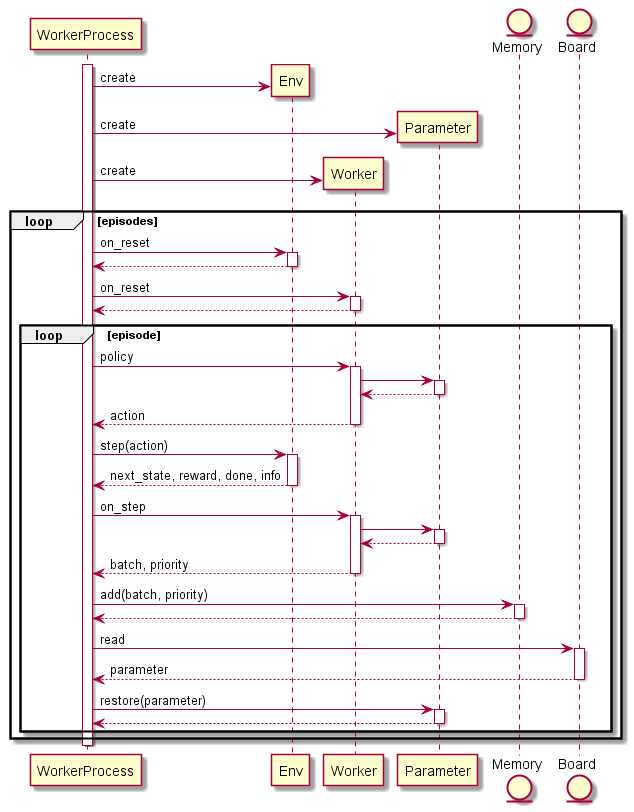 WorkerProcess
Memory
Board
create
Env
create
Parameter
create
Worker
loop [episodes]
on_reset
on_reset
loop [episode]
policy
action
step(action)
next_state, reward, done, info
on_step
batch, priority
add(batch, priority)
read
parameter
restore(parameter)
WorkerProcess
Env
Worker
Parameter
Memory
Board